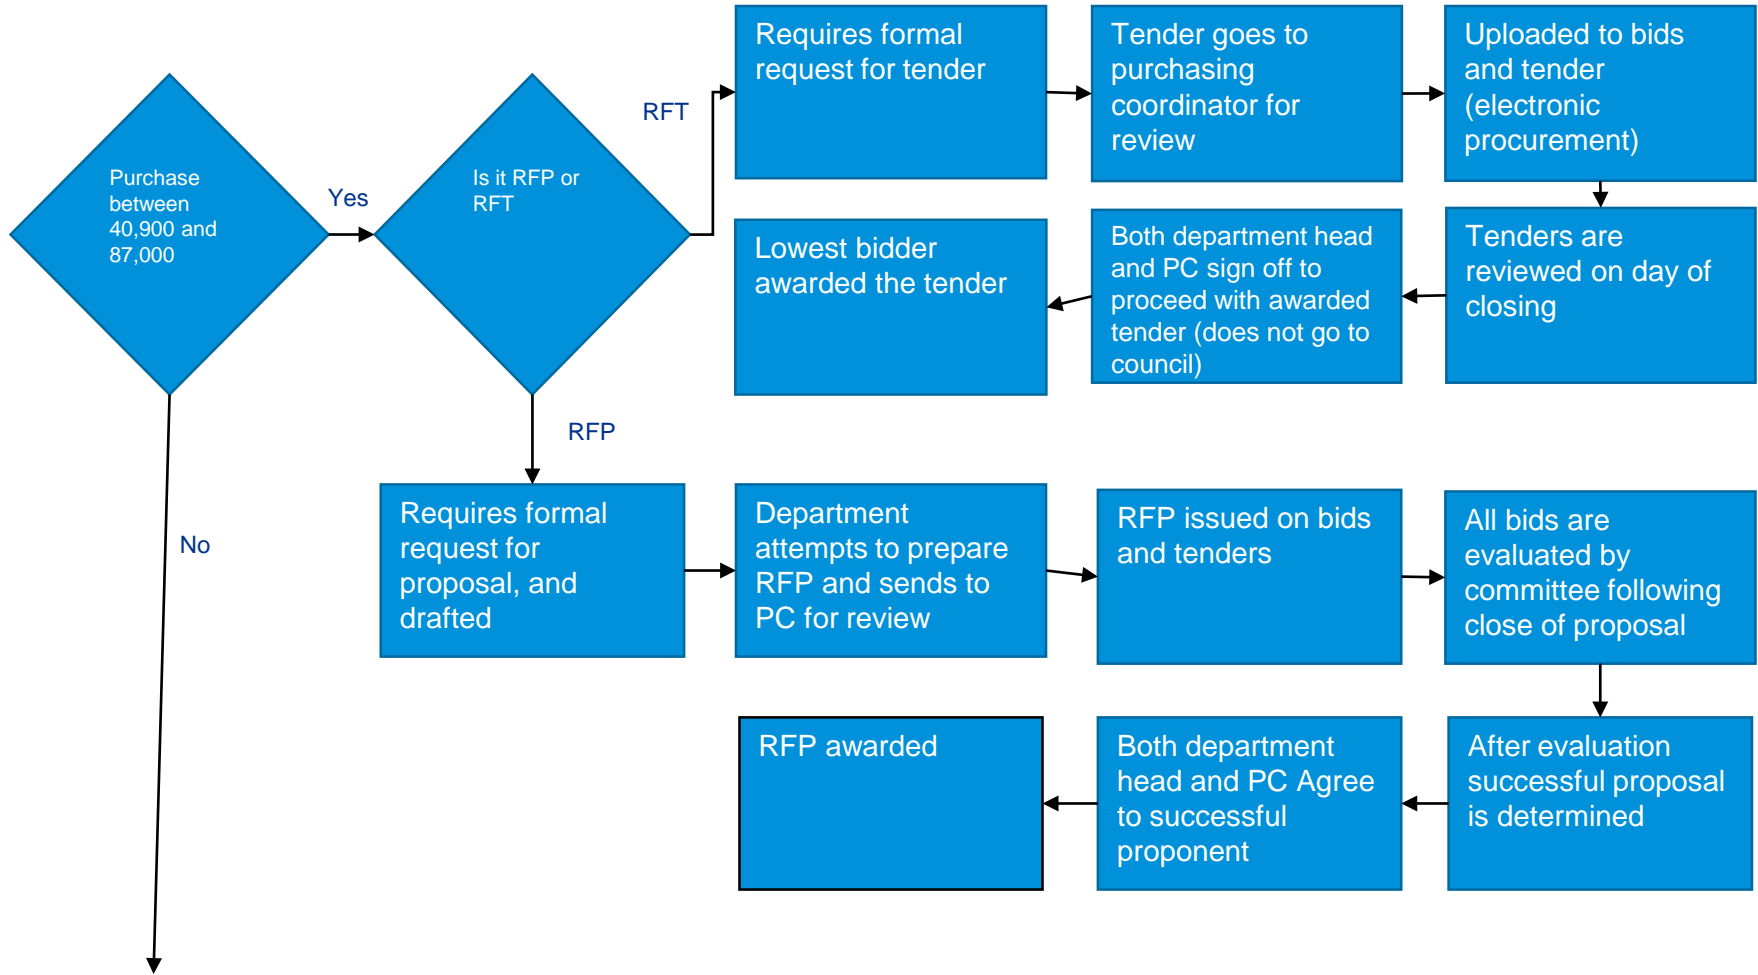 Purchase
between
40,900 and
87,000
Yes
No
Is it RFP or
RFT
RFT
RFP
Requires formal
request for tender
Tender goes to
purchasing
coordinator for
review
Uploaded to bids
and tender
(electronic
procurement)
Tenders are
reviewed on day of
closing
Both department head
and PC sign off to
proceed with awarded
tender (does not go to
council)
Lowest bidder
awarded the tender
Requires formal
request for
proposal, and
drafted
Department
attempts to prepare
RFP and sends to
PC for review
RFP issued on bids
and tenders
All bids are
evaluated by
committee following
close of proposal
After evaluation
successful proposal
is determined
Both department
head and PC Agree
to successful
proponent
RFP awarded